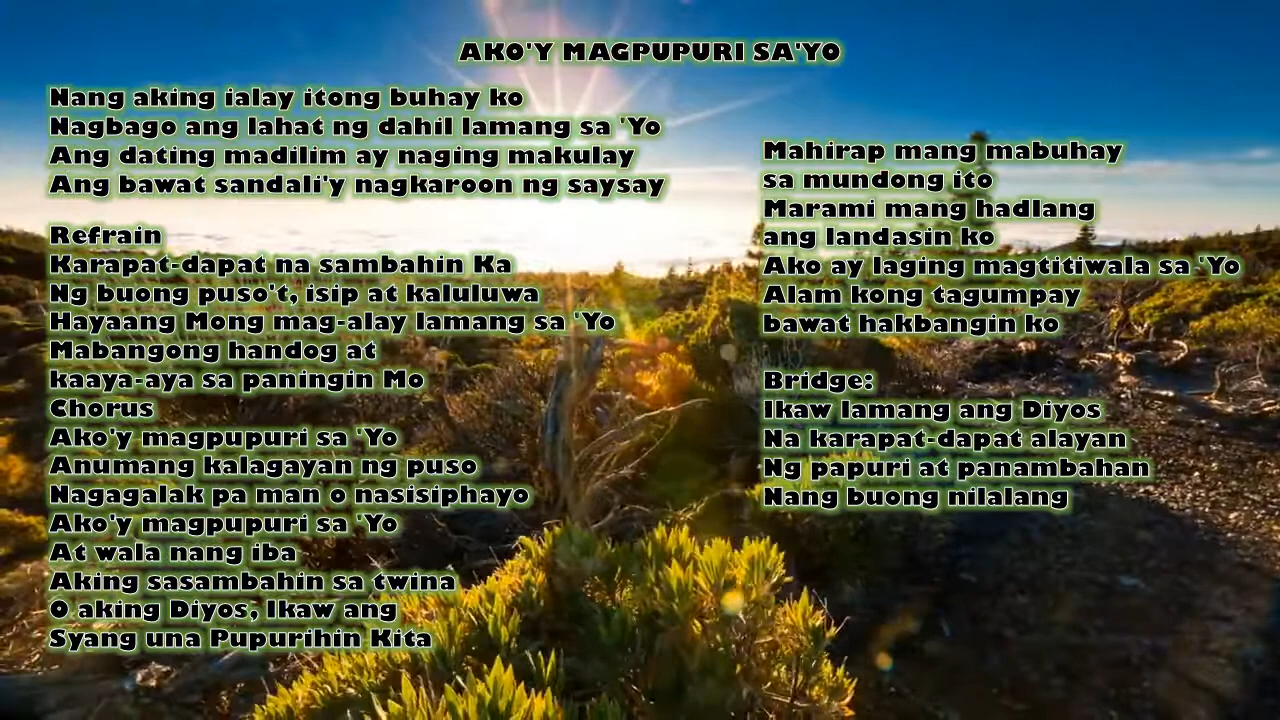 AKO'Y MAGPUPURI SA'YO
Nang aking ialay itong buhay ko
Nagbago ang lahat ng dahil lamang sa 'Yo
Ang dating madilim ay naging makulay
Ang bawat sandali'y nagkaroon ng saysay
Refrain
Karapat-dapat na sambahin Ka
Ng buong puso't, isip at kaluluwa
Hayaang Mong mag-alay lamang sa 'Yo
Mabangong handog at
kaaya-aya sa paningin Mo
Chorus
Ako'y magpupuri sa 'Yo
Anumang kalagayan ng puso
Nagagalak pa man o nasisiphayo
Ako'y magpupuri sa 'Yo
At wala nang iba
Aking sasambahin sa twina
O aking Diyos, Ikaw ang
Syang una Pupurihin Kita
Mahirap mang mabuhay
sa mundong ito
Marami mang hadlang
ang landasin ko
Ako ay laging magtitiwala sa 'Yo
Alam kong tagumpay
bawat hakbangin ko
Bridge:
Ikaw lamang ang Diyos
Na karapat-dapat alayan
Ng papuri at panambahan
Nang buong nilalang